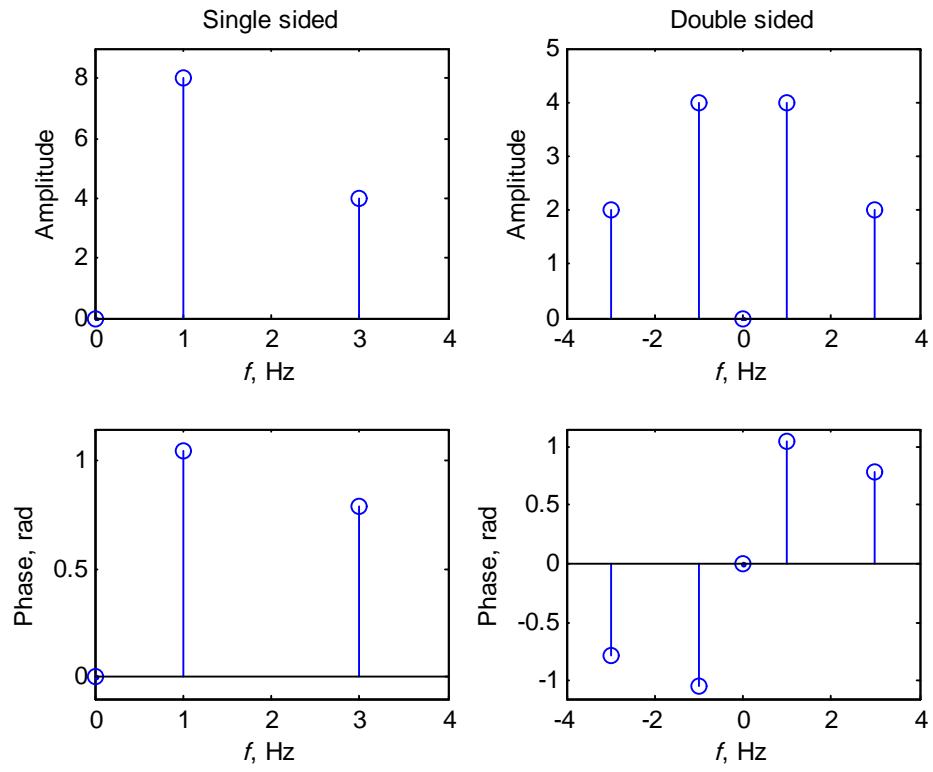 Single sided
Double sided
8
6
4
2
0
Amplitude
0 1 2 3 4
f, Hz
5
4
3
2
1
0
Amplitude
-4 -2 0 2 4
f, Hz
1
0.5
0
Phase, rad
0 1 2 3 4
f, Hz
1
0.5
0
-0.5
-1
Phase, rad
-4 -2 0 2 4
f, Hz